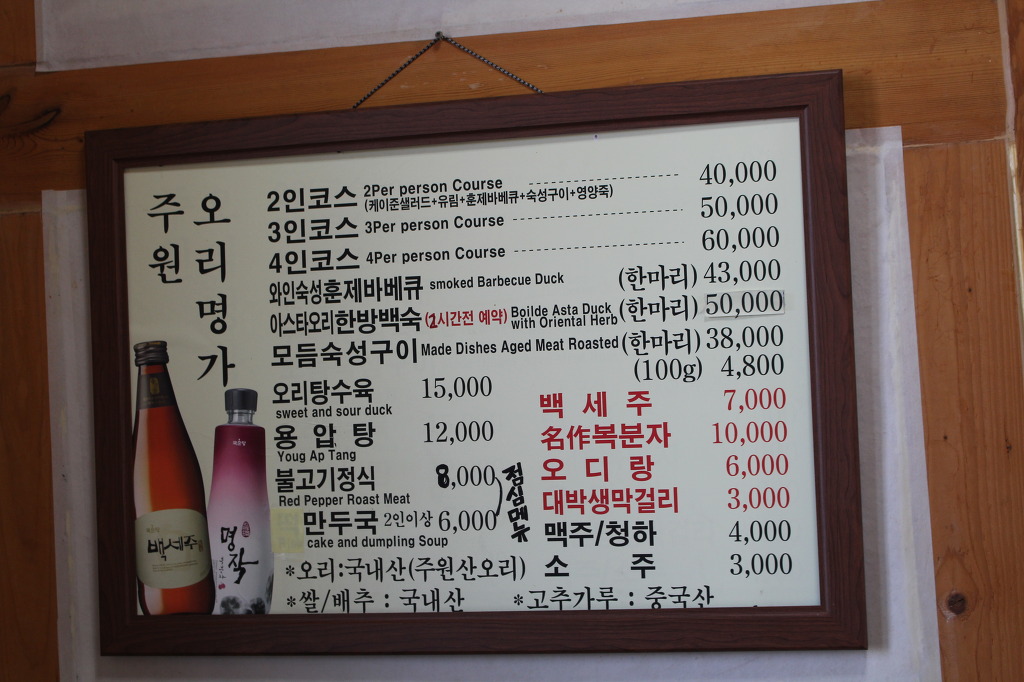 주원
오리명가
2인코스 2Per person Course 40,000
(케이준샐러드+유림+훈제바베큐+숙성구이+영양죽)
3인코스 3Per person Course 50,000
4인코스 4Per person Course 60,000
와인숙성훈제바베큐 smoked Barbecue Duck (한마리) 43,000
아스타오리한방백숙(2시간전 예약) Boilde Asta Duck with Oriental Herb (한마리) 50,000
모듬숙성구이 Made Dishes Aged Meat Roasted (한마리) 38,000
(100g) 4,800
오리탕수육 15,000
sweet and sour duck
용압탕 12,000
Youg Ap Tang
불고기정식 8,000
Red Pepper Roast Meat
만두국 2인이상 6,000
cake and dumpling Soup
점심메뉴
백세주 7,000
名作복분자 10,000
오디랑 6,000
대박생막걸리 3,000
맥주/청하 4,000
소주 3,000
*오리:국내산(주원산오리)
*쌀/배추 : 국내산 *고추가루 : 중국산
백세주
명작